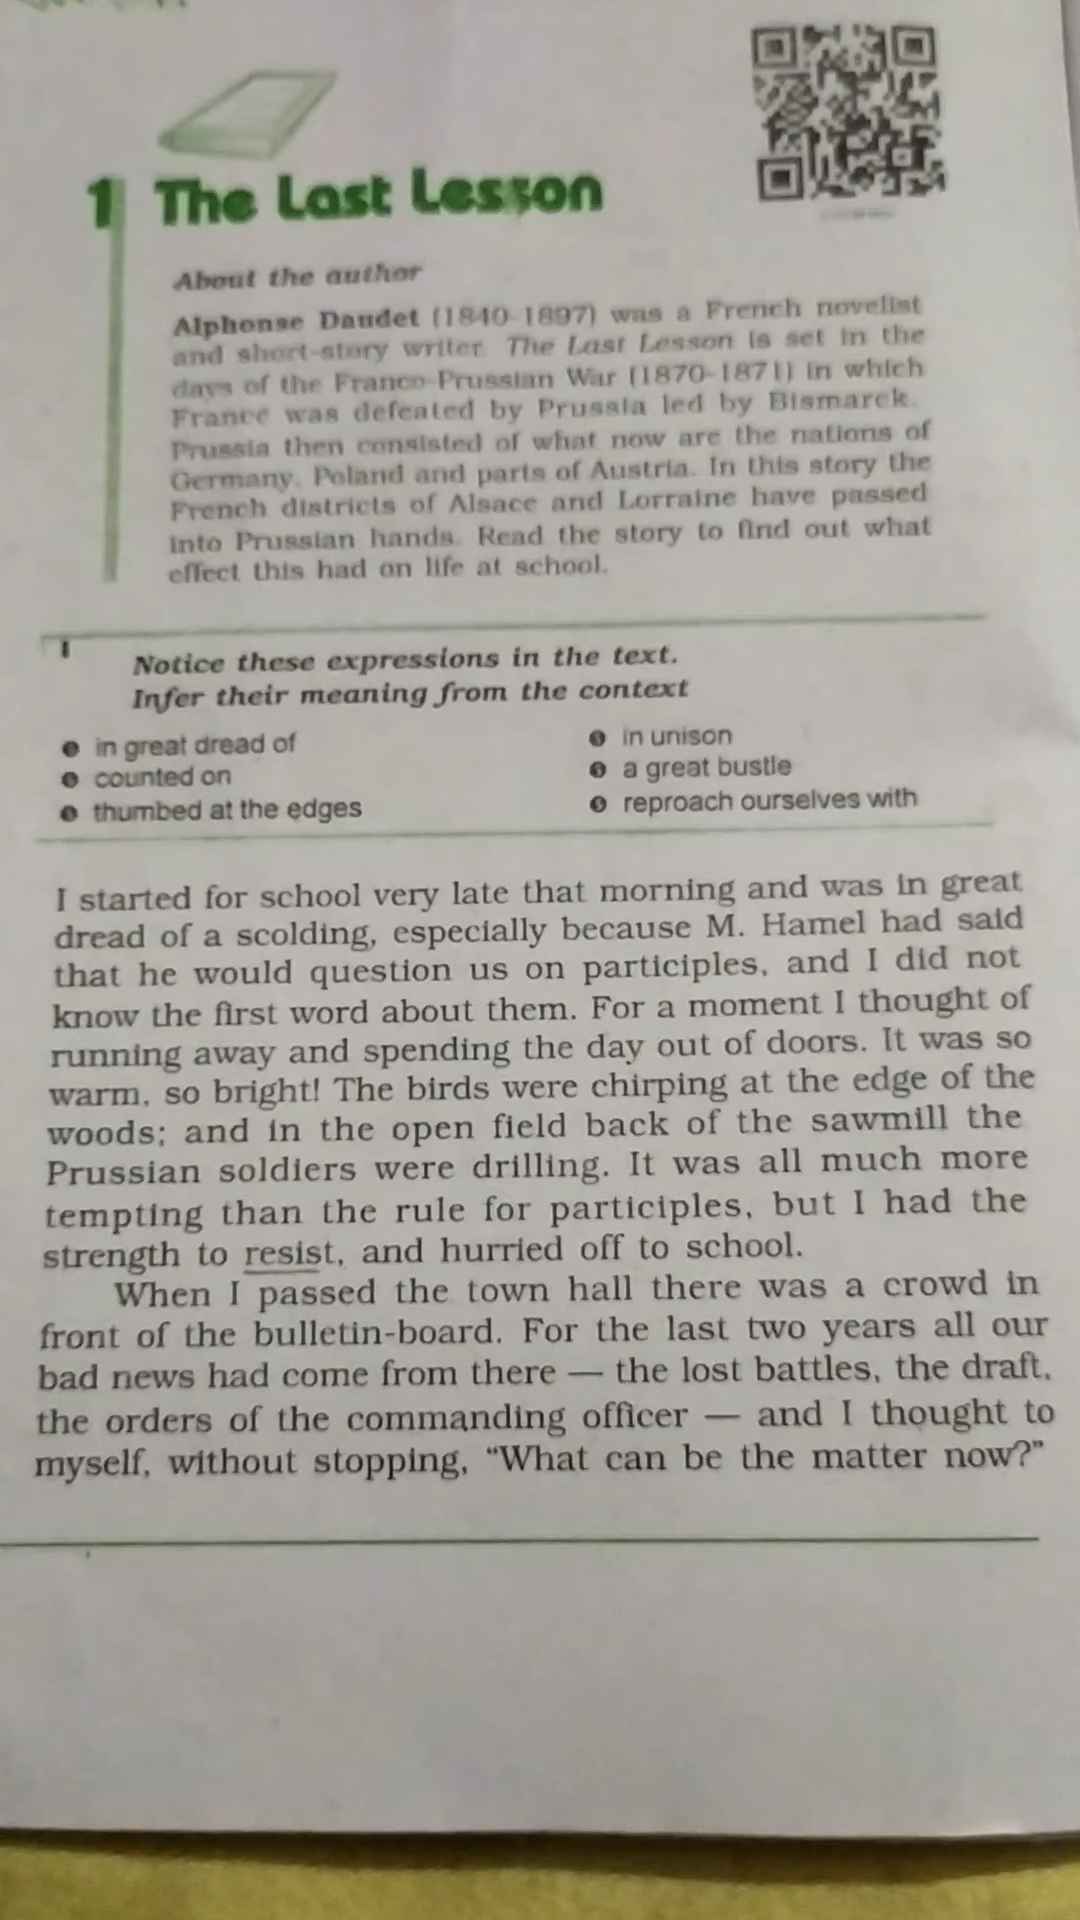 1 The Last Lesson
About the author
Alphonse Daudet (1840-1897) was a French novelist
and short-story writer. The Last Lesson is set in the
days of the Franco-Prussian War (1870-1871) in which
France was defeated by Prussia led by Bismarck.
Prussia then consisted of what now are the nations of
Germany, Poland and parts of Austria. In this story the
French districts of Alsace and Lorraine have passed
into Prussian hands. Read the story to find out what
effect this had on life at school.
Notice these expressions in the text.
Infer their meaning from the context
in great dread of
counted on
thumbed at the edges
in unison
a great bustle
reproach ourselves with
I started for school very late that morning and was in great
dread of a scolding, especially because M. Hamel had said
that he would question us on participles, and I did not
know the first word about them. For a moment I thought of
running away and spending the day out of doors. It was so
warm, so bright! The birds were chirping at the edge of the
woods; and in the open field back of the sawmill the
Prussian soldiers were drilling. It was all much more
tempting than the rule for participles, but I had the
strength to resist, and hurried off to school.
When I passed the town hall there was a crowd in
front of the bulletin-board. For the last two years all our
bad news had come from there — the lost battles, the draft,
the orders of the commanding officer — and I thought to
myself, without stopping, “What can be the matter now?”